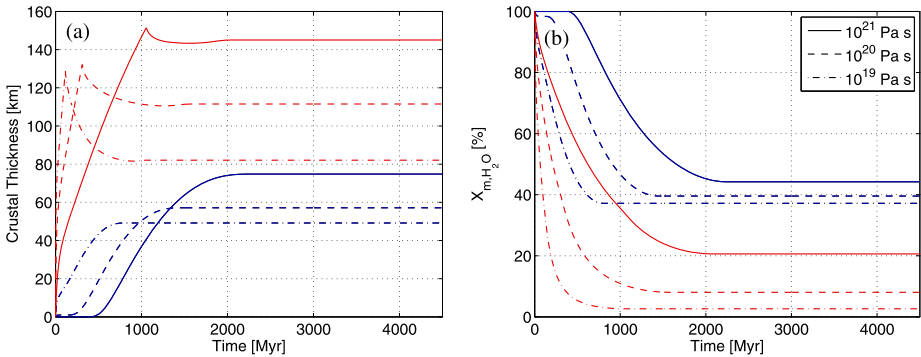 (a)
Crustal Thickness [km]
160
140
120
100
80
60
40
20
0
0 1000 2000 3000 4000
Time [Myr]
(b)
X_{m,H_2O} [%]
100
80
60
40
20
0
0 1000 2000 3000 4000
Time [Myr]
10^{21} Pa s
10^{20} Pa s
10^{19} Pa s